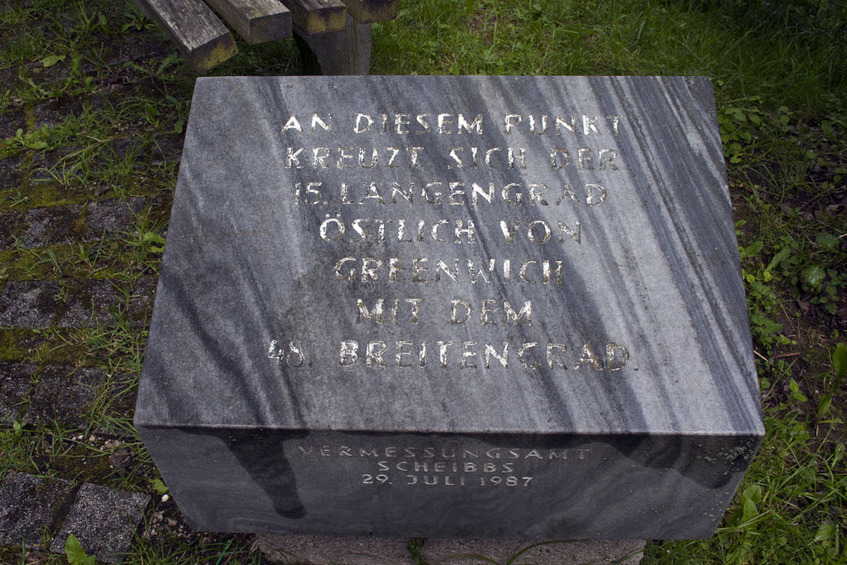 AN DIESEM PUNKT
KREUZT SICH DER
15. LÄNGENGRAD
ÖSTLICH VON
GREENWICH
MIT DEM
48. BREITENGRAD.
VERMESSUNGSAMT
SCHEIBBS
29. JULI 1987